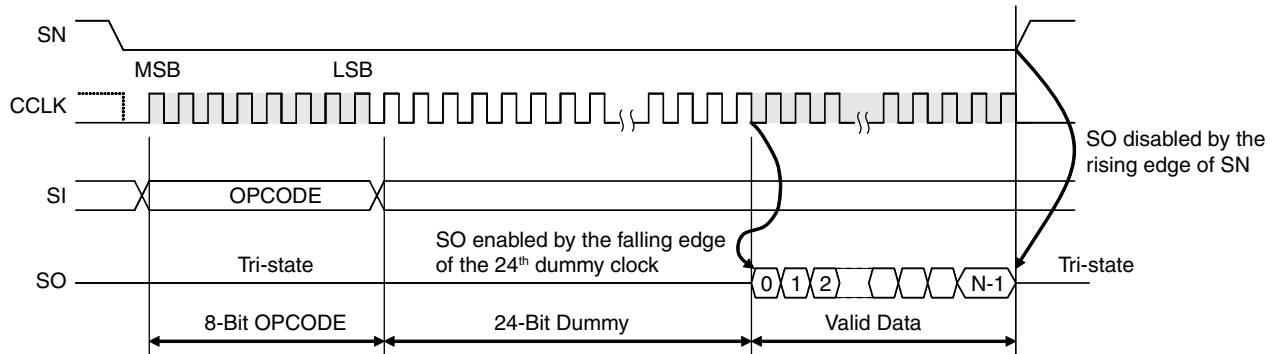 SN
MSB LSB
CCLK
SO disabled by the
rising edge of SN
SI OPCODE
SO enabled by the falling edge
of the 24th dummy clock
SO Tri-state 0 1 2 N-1 Tri-state
8-Bit OPCODE 24-Bit Dummy Valid Data